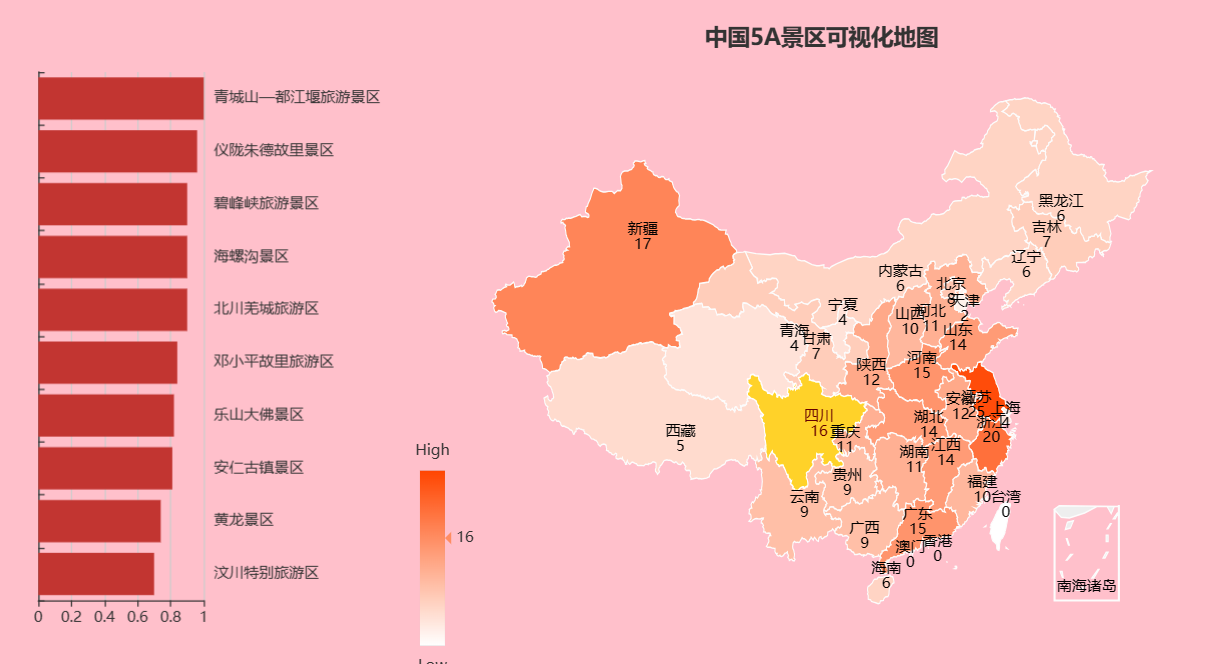 中国5A景区可视化地图
青城山—都江堰旅游景区
仪陇朱德故里景区
碧峰峡旅游景区
海螺沟景区
北川羌城旅游区
邓小平故里旅游区
乐山大佛景区
安仁古镇景区
黄龙景区
汶川特别旅游区
0 0.2 0.4 0.6 0.8 1
High
16
Low
新疆
17
黑龙江
6
吉林
7
辽宁
6
内蒙古
6
北京
8
天津
2
宁夏
4
山西
10
河北
11
山东
14
青海
4
甘肃
7
陕西
12
河南
15
四川
16
西藏
5
重庆
11
湖北
14
安徽
12
江苏
25
上海
4
浙江
20
湖南
11
江西
14
贵州
9
云南
9
福建
10
台湾
0
广西
9
广东
15
澳门
0
香港
0
海南
6
南海诸岛